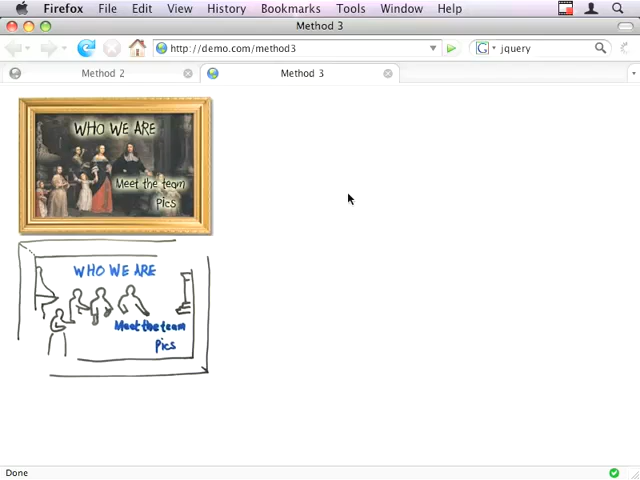 Firefox File Edit View History Bookmarks Tools Window Help
Method 3
http://demo.com/method3
jquery
Method 2
Method 3
WHO WE ARE
Meet the team
Pics
WHO WE ARE
Meet the team
Pics
Done